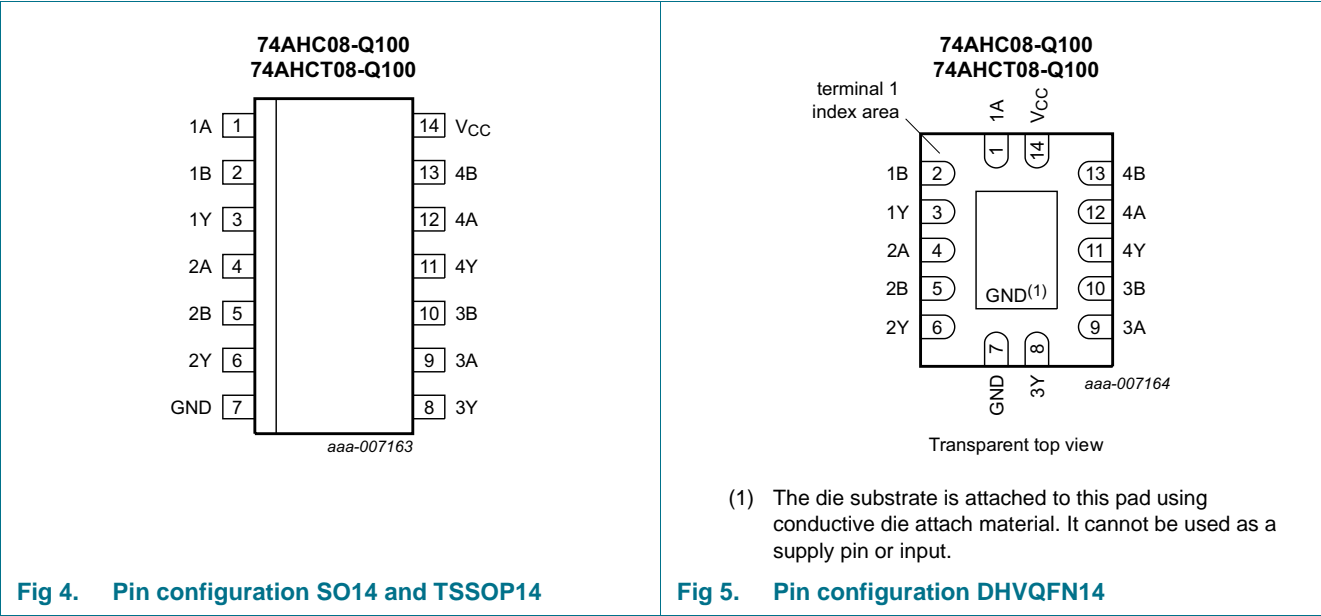 74AHC08-Q100
74AHCT08-Q100
1A 1 14 VCC
1B 2 13 4B
1Y 3 12 4A
2A 4 11 4Y
2B 5 10 3B
2Y 6 9 3A
GND 7 8 3Y
aaa-007163
Fig 4. Pin configuration SO14 and TSSOP14
74AHC08-Q100
74AHCT08-Q100
terminal 1
index area
1A VCC
1 14
1B 2 13 4B
1Y 3 12 4A
2A 4 11 4Y
2B 5 10 3B
GND(1)
2Y 6 9 3A
7 8
GND 3Y
aaa-007164
Transparent top view
(1) The die substrate is attached to this pad using
conductive die attach material. It cannot be used as a
supply pin or input.
Fig 5. Pin configuration DHVQFN14